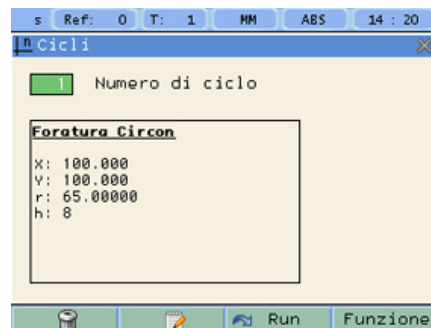 s Ref: 0 T: 1 MM ABS 14 : 20
n Cicli
1 Numero di ciclo
Foratura Circon
X: 100.000
Y: 100.000
r: 65.00000
h: 8
Run Funzione